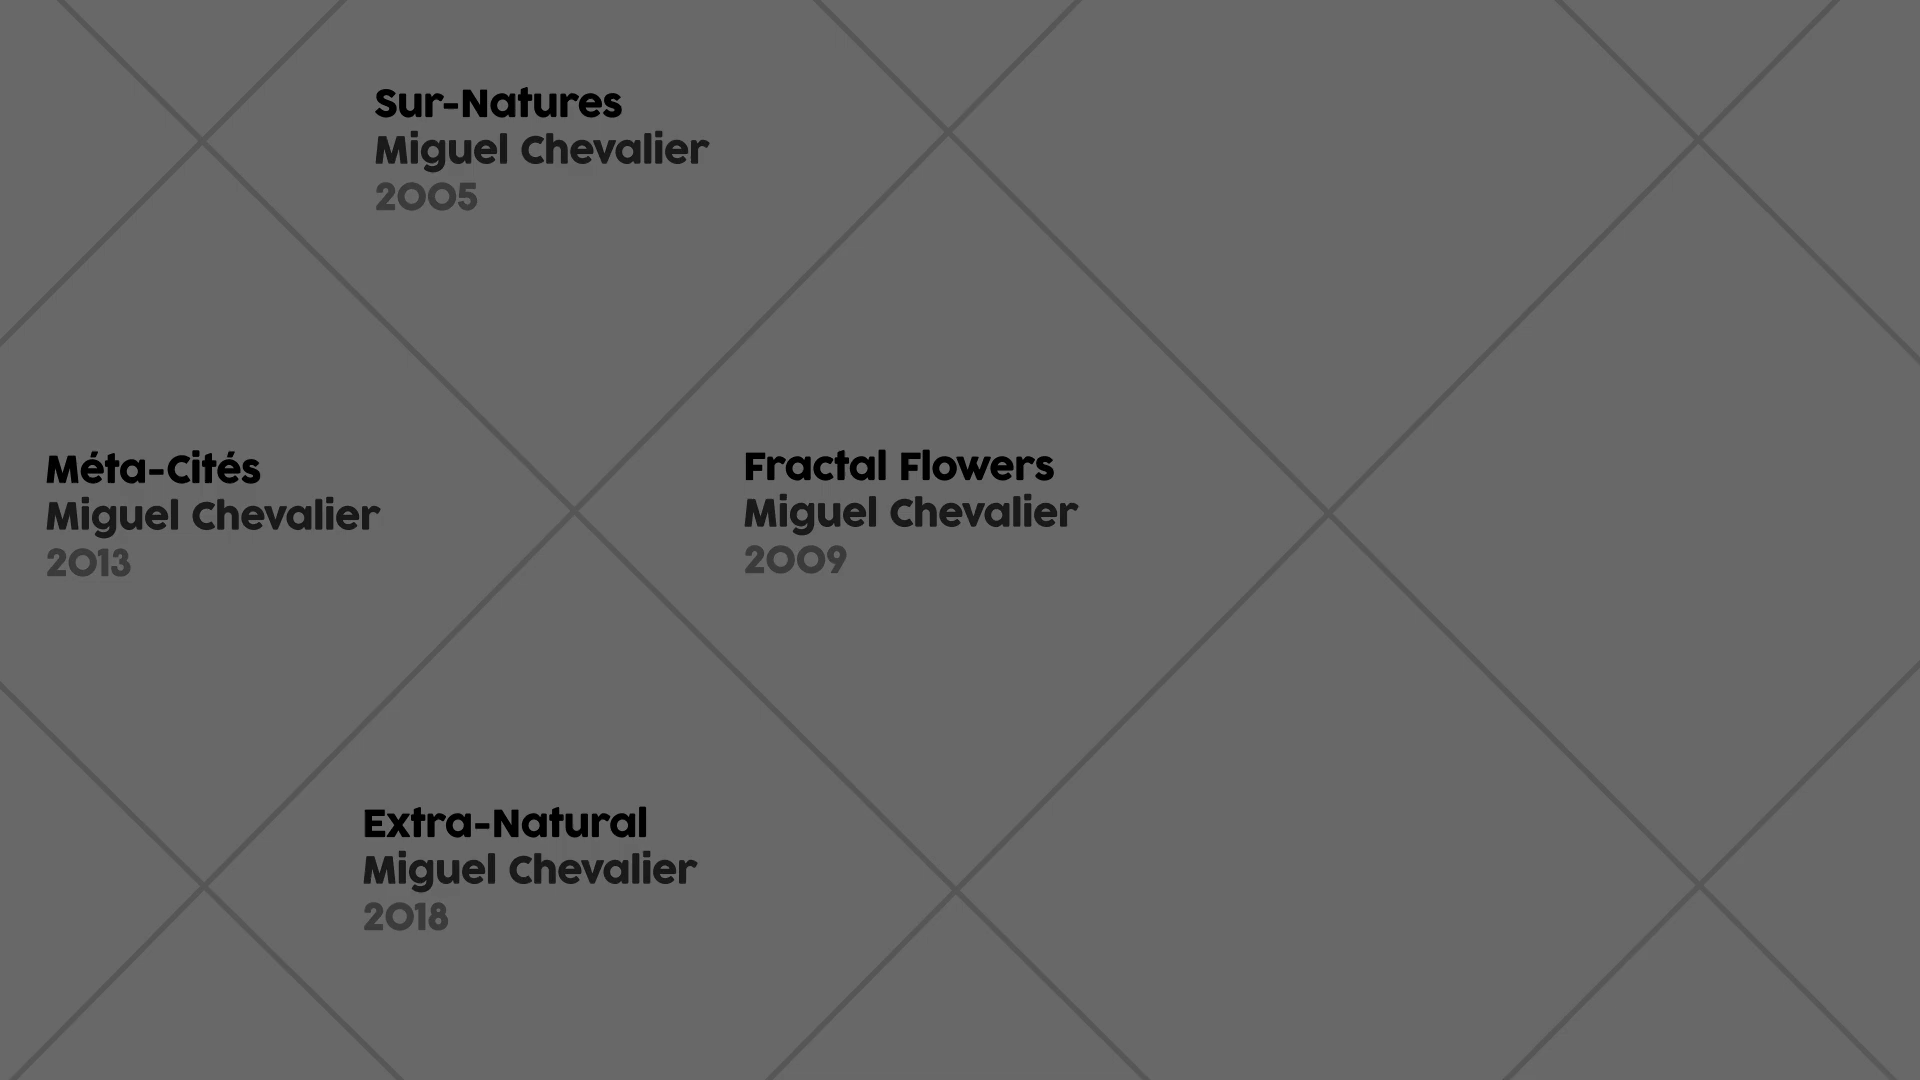 Sur-Natures
Miguel Chevalier
2005
Méta-Cités
Miguel Chevalier
2013
Fractal Flowers
Miguel Chevalier
2009
Extra-Natural
Miguel Chevalier
2018